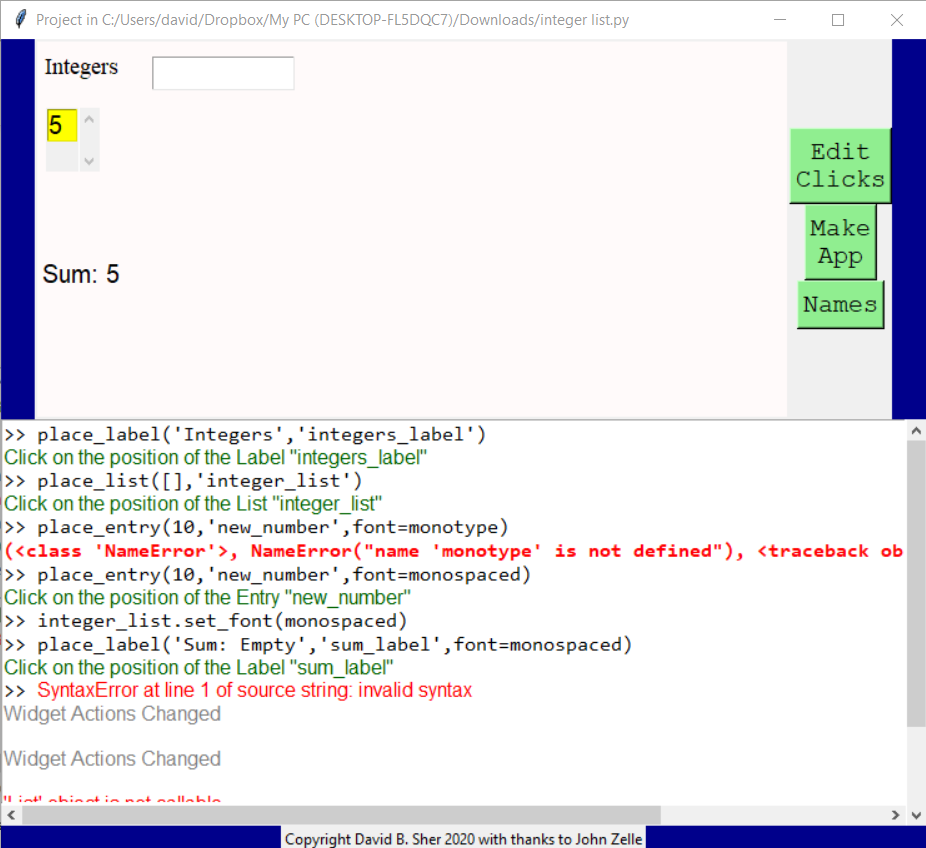 Project in C:/Users/david/Dropbox/My PC (DESKTOP-FL5DQC7)/Downloads/integer list.py
Integers
5
Sum: 5
Edit
Clicks
Make
App
Names
>> place_label('Integers','integers_label')
Click on the position of the Label "integers_label"
>> place_list([],'integer_list')
Click on the position of the List "integer_list"
>> place_entry(10,'new_number',font=monotype)
(<class 'NameError'>, NameError("name 'monotype' is not defined"), <traceback ob
>> place_entry(10,'new_number',font=monospaced)
Click on the position of the Entry "new_number"
>> integer_list.set_font(monospaced)
>> place_label('Sum: Empty','sum_label',font=monospaced)
Click on the position of the Label "sum_label"
>> SyntaxError at line 1 of source string: invalid syntax
Widget Actions Changed
Widget Actions Changed
'List' object is not callable
Copyright David B. Sher 2020 with thanks to John Zelle